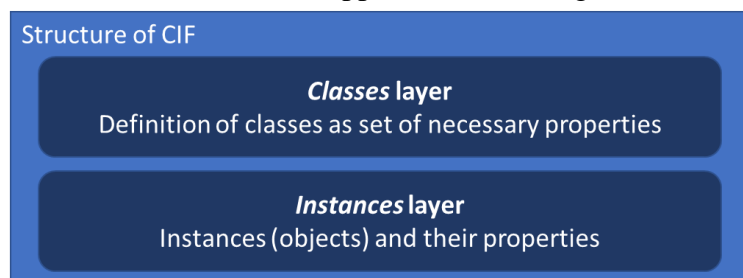 Structure of CIF
Classes layer
Definition of classes as set of necessary properties
Instances layer
Instances (objects) and their properties